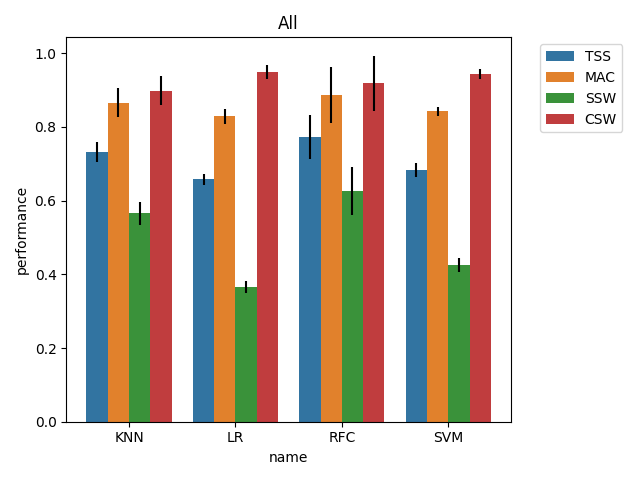 All
performance
1.0
0.8
0.6
0.4
0.2
0.0
KNN LR RFC SVM
name
TSS
MAC
SSW
CSW